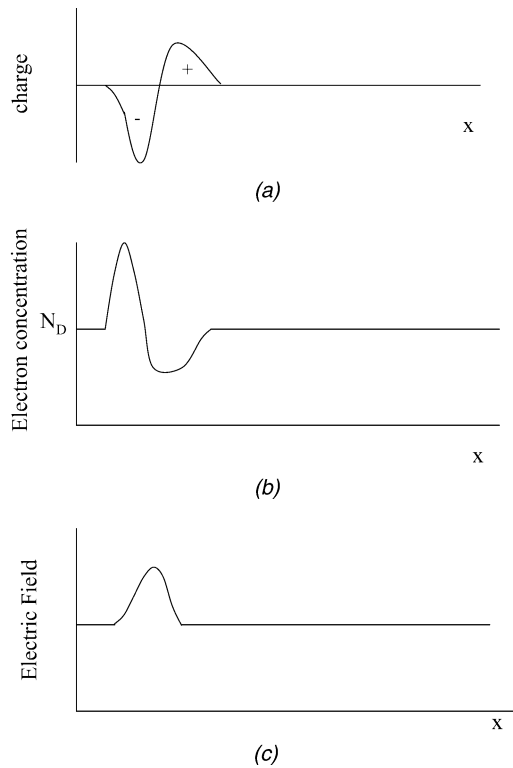 charge
-
+
x
(a)
Electron concentration
N_D
x
(b)
Electric Field
x
(c)